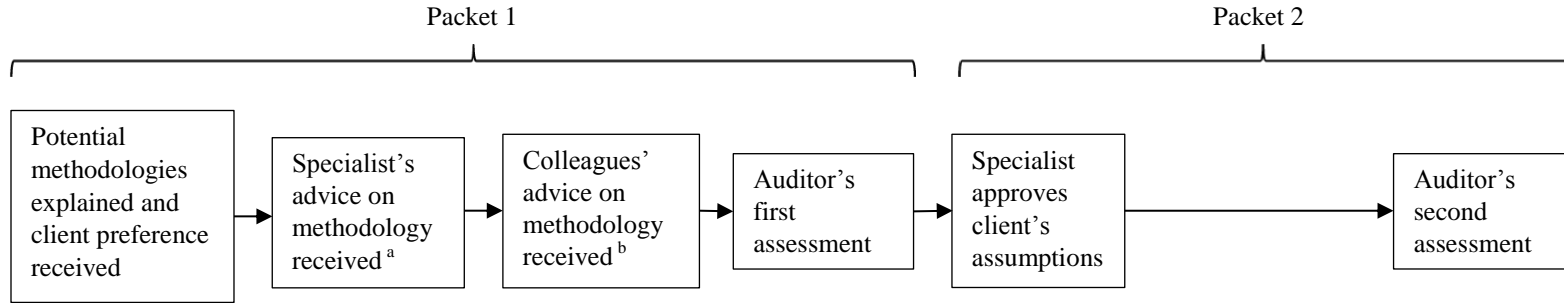 Packet 1
Packet 2
Potential
methodologies
explained and
client preference
received
Specialist’s
advice on
methodology
received a
Colleagues’
advice on
methodology
received b
Auditor’s
first
assessment
Specialist
approves
client’s
assumptions
Auditor’s
second
assessment